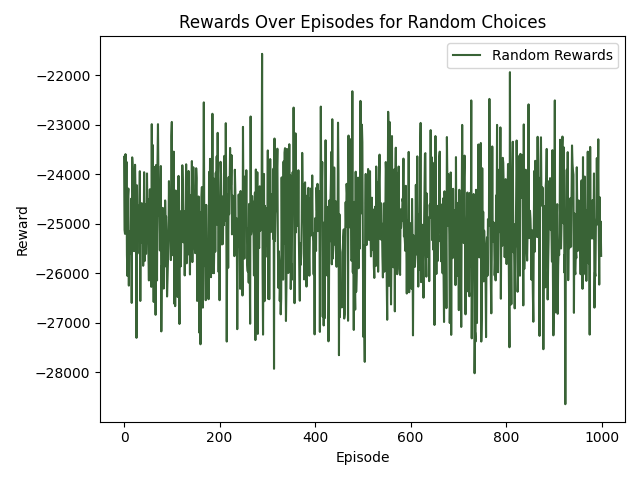 Rewards Over Episodes for Random Choices
Random Rewards
Reward
−22000
−23000
−24000
−25000
−26000
−27000
−28000
0 200 400 600 800 1000
Episode